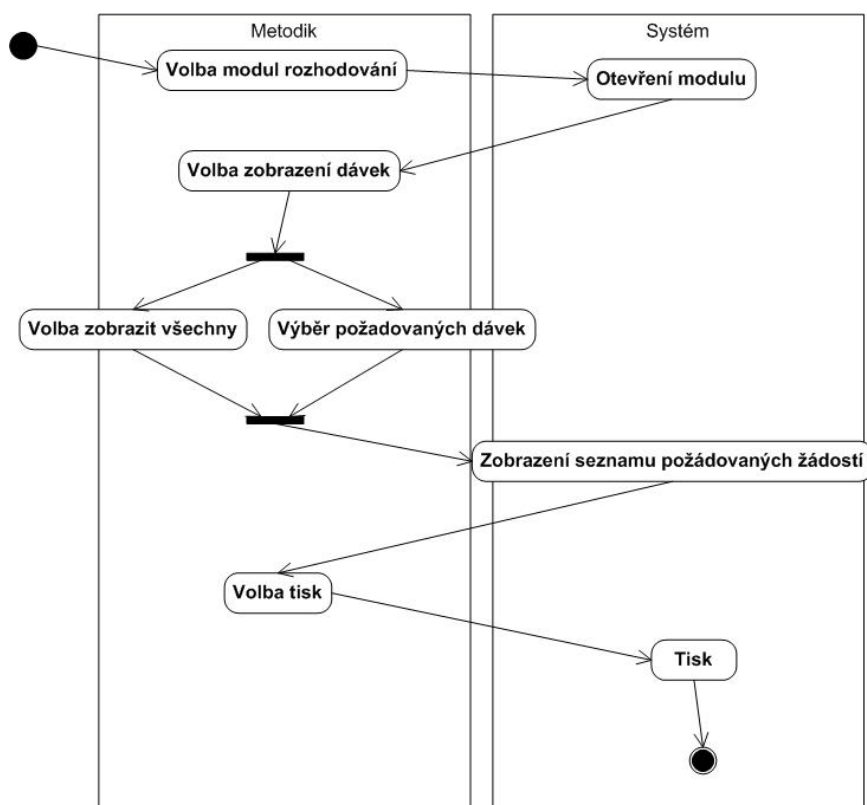 Metodik
Systém
Volba modul rozhodování
Otevření modulu
Volba zobrazení dávek
Volba zobrazit všechny
Výběr požadovaných dávek
Zobrazení seznamu požádovaných žádostí
Volba tisk
Tisk